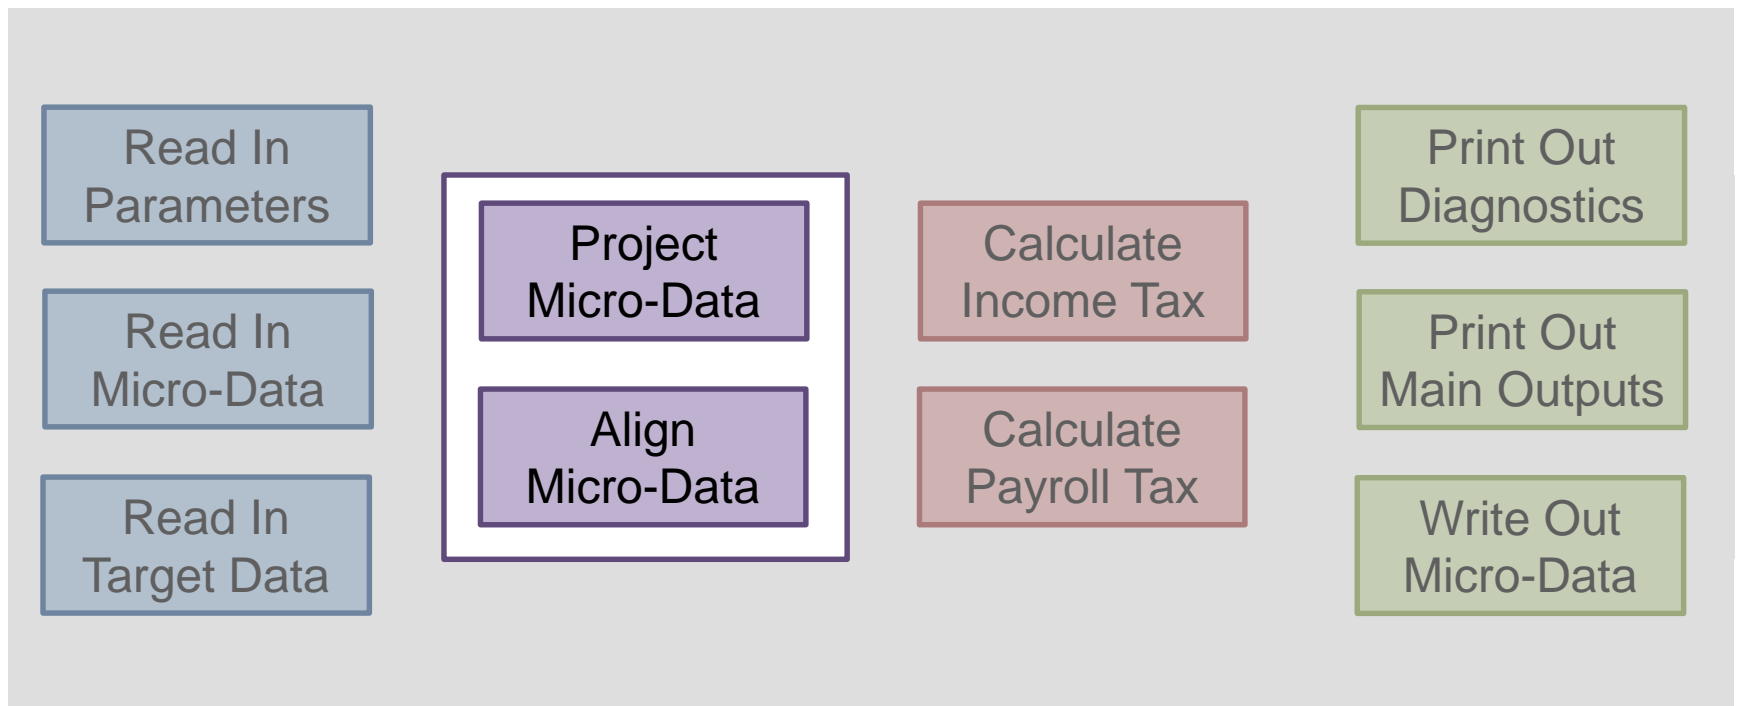 Read In
Parameters
Read In
Micro-Data
Read In
Target Data
Project
Micro-Data
Align
Micro-Data
Calculate
Income Tax
Calculate
Payroll Tax
Print Out
Diagnostics
Print Out
Main Outputs
Write Out
Micro-Data